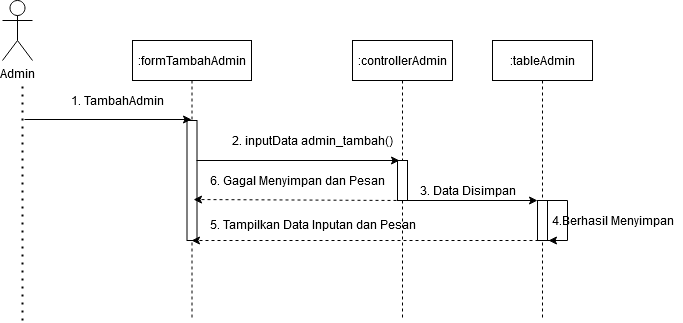 :formTambahAdmin
:controllerAdmin
:tableAdmin
Admin
1. TambahAdmin
2. inputData admin_tambah()
6. Gagal Menyimpan dan Pesan
3. Data Disimpan
5. Tampilkan Data Inputan dan Pesan
4.Berhasil Menyimpan